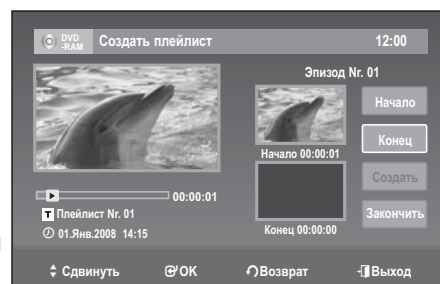 DVD -RAM Создать плейлист 12:00
Эпизод Nr. 01
Начало
Конец
Начало 00:00:01
Создать
00:00:01
T Плейлист Nr. 01
Закончить
01.Янв.2008 14:15
Конец 00:00:00
Сдвинуть OK Возврат Выход